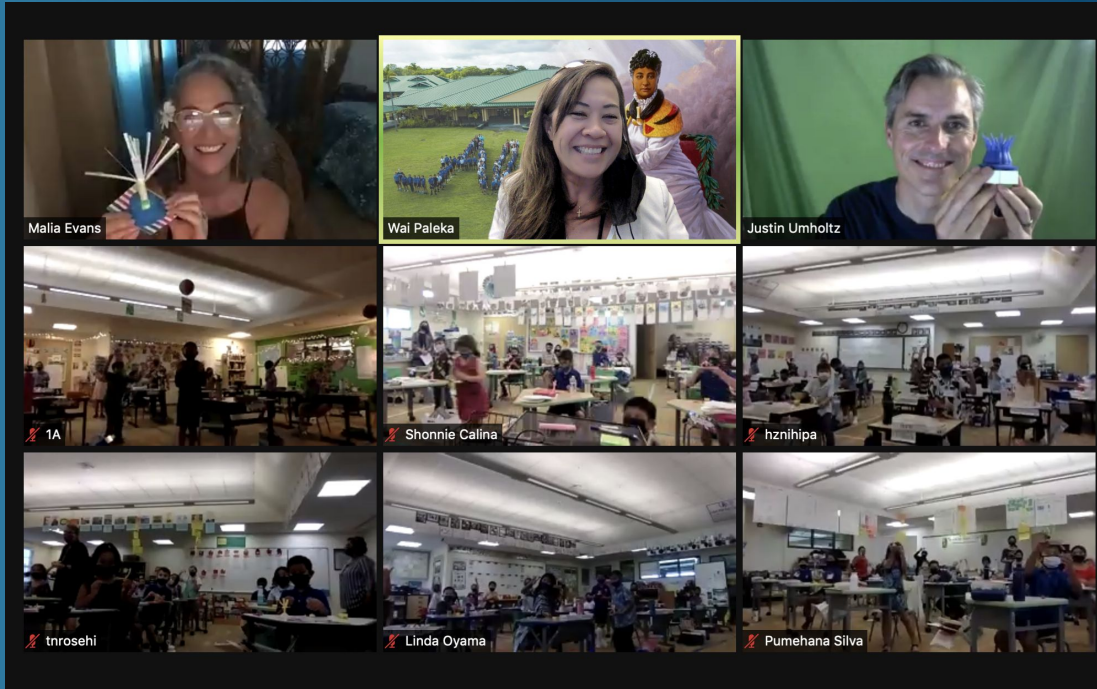 Malia Evans
Wai Paleka
Justin Umholtz
1A
Shonnie Calina
hznihipa
tnrosehi
Linda Oyama
Pumehana Silva